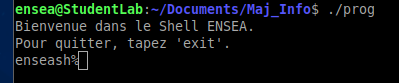 ensea@StudentLab:~/Documents/Maj_Info$ ./prog
Bienvenue dans le Shell ENSEA.
Pour quitter, tapez 'exit'.
enseash%